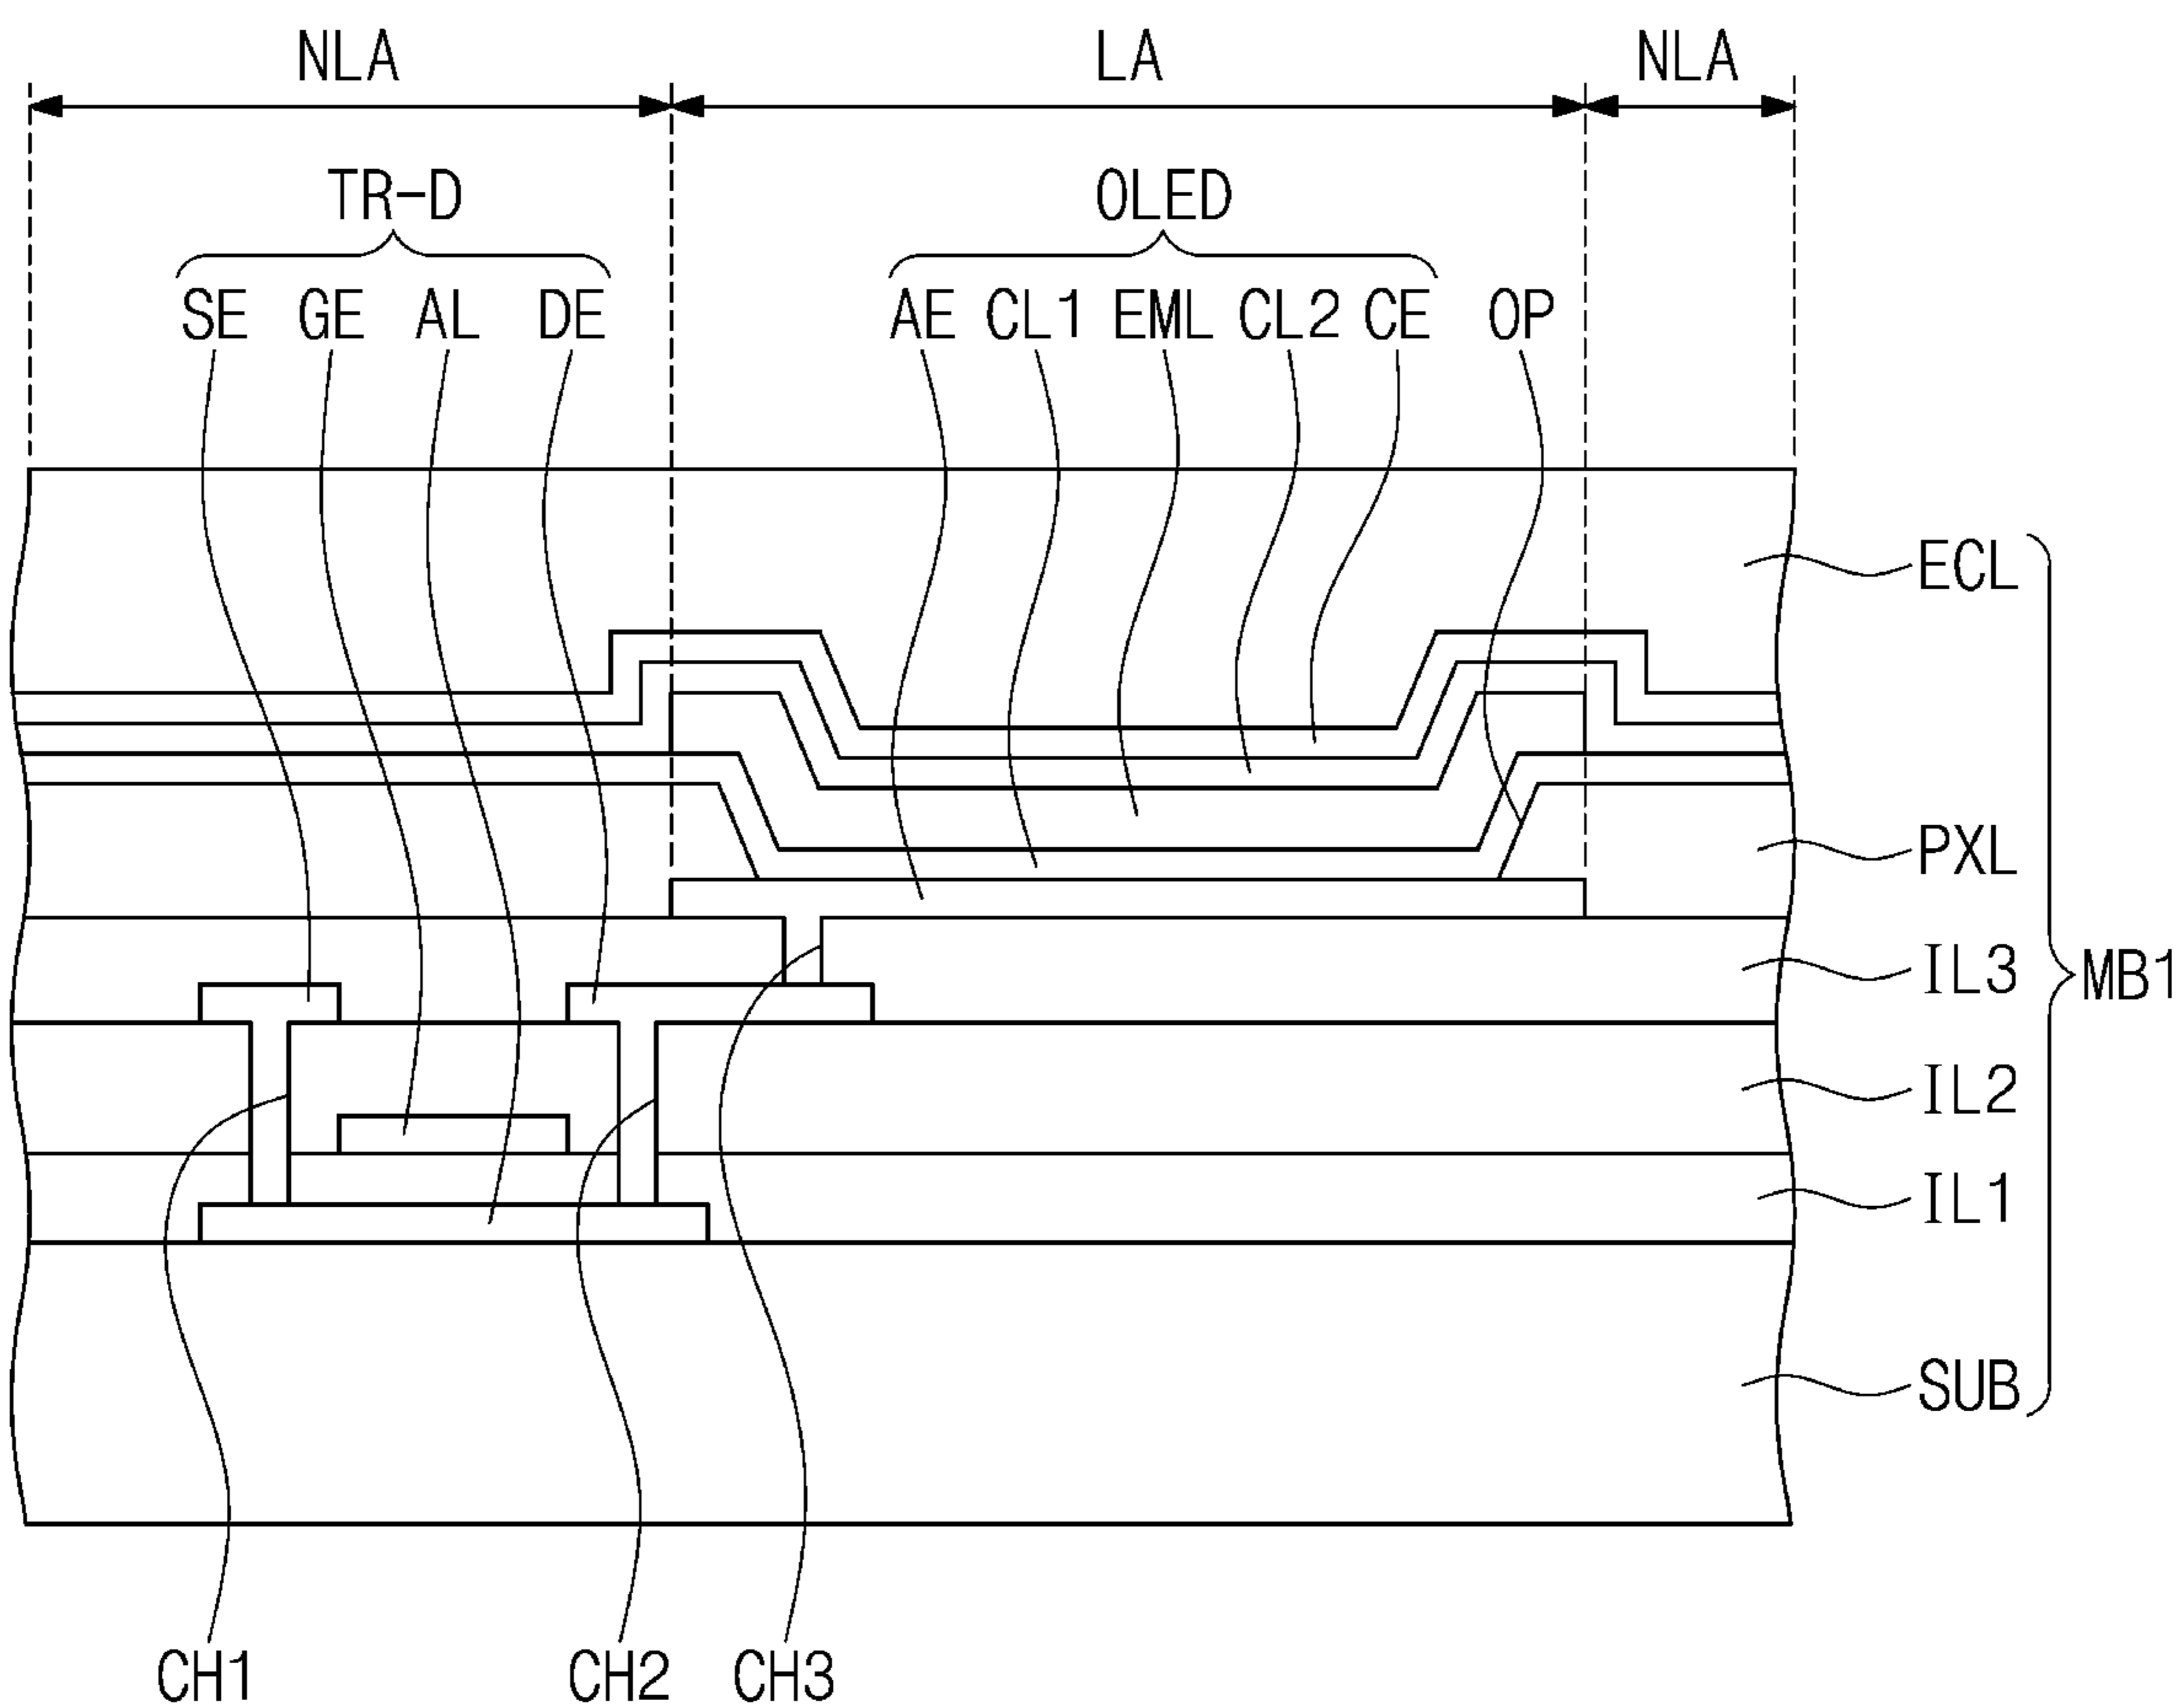 NLA LA NLA
TR-D OLED
SE GE AL DE AE CL1 EML CL2 CE OP
ECL
PXL
IL3
MB1
IL2
IL1
SUB
CH1 CH2 CH3